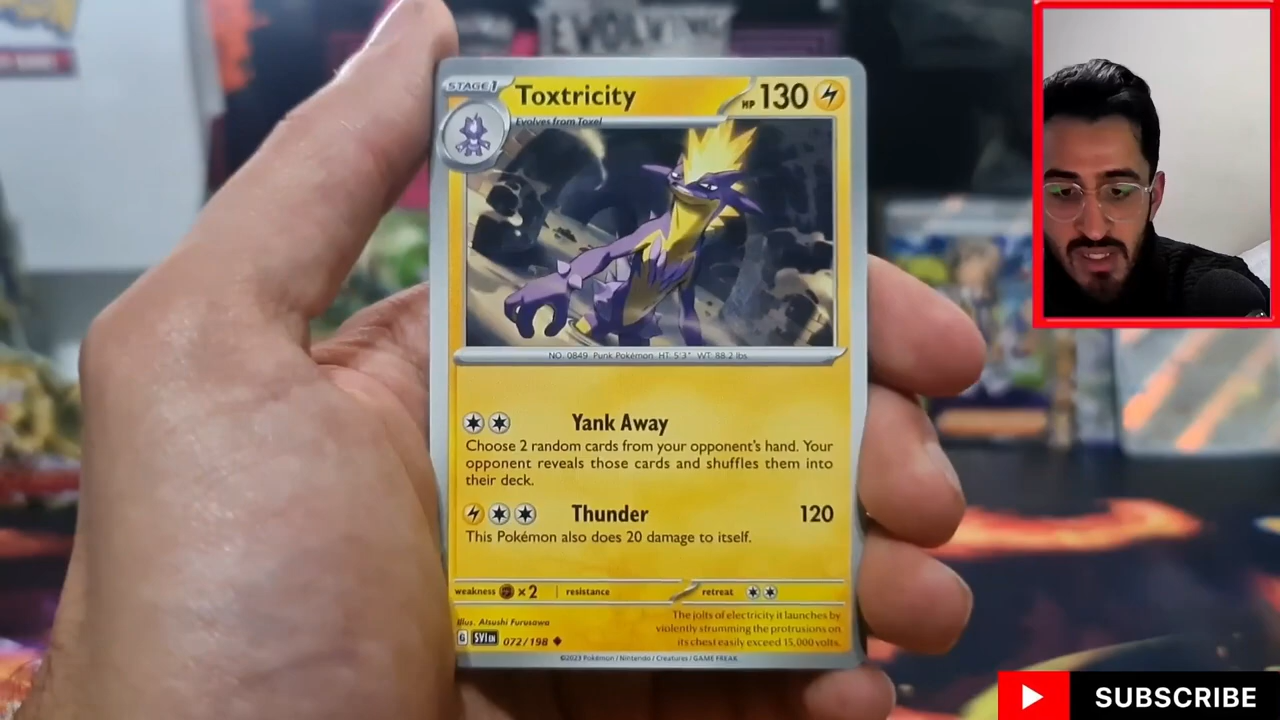 EVOLVING
STAGE 1
Toxtricity
HP 130
Evolves from Toxel
NO. 0849 Punk Pokémon HT: 5'3" WT: 88.2 lbs.
Yank Away
Choose 2 random cards from your opponent's hand. Your
opponent reveals those cards and shuffles them into
their deck.
Thunder 120
This Pokémon also does 20 damage to itself.
weakness ×2 resistance retreat
Illus. Atsushi Furusawa
The jolts of electricity it launches by
violently strumming the protrusions on
its chest easily exceed 15,000 volts.
G SVI EN 072/198
©2023 Pokémon / Nintendo / Creatures / GAME FREAK
SUBSCRIBE